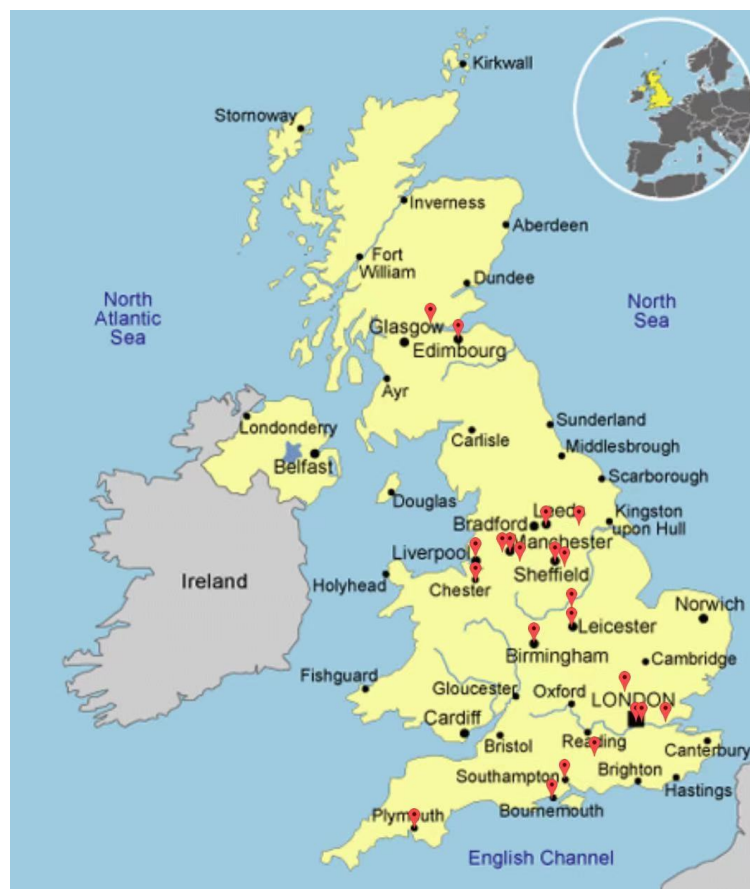 Kirkwall
Stornoway
Inverness
Aberdeen
Fort
William
Dundee
North
Atlantic
Sea
North
Sea
Glasgow
Edimbourg
Ayr
Londonderry
Belfast
Carlisle
Sunderland
Middlesbrough
Scarborough
Douglas
Leeds
Bradford
Kingston
upon Hull
Manchester
Liverpool
Sheffield
Ireland
Holyhead
Chester
Norwich
Leicester
Birmingham
Cambridge
Fishguard
Gloucester
Oxford
LONDON
Cardiff
Bristol
Reading
Canterbury
Southampton
Brighton
Hastings
Bournemouth
Plymouth
English Channel